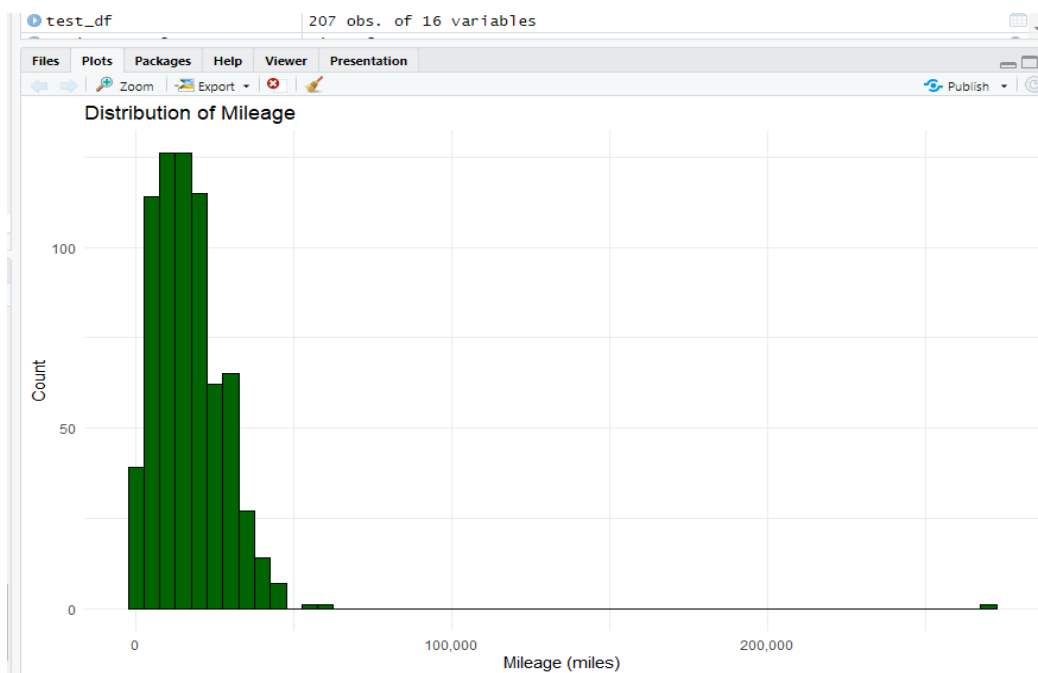 test_df 207 obs. of 16 variables
Files Plots Packages Help Viewer Presentation
Zoom Export Publish
Distribution of Mileage
100
50
0
Count
0 100,000 200,000
Mileage (miles)